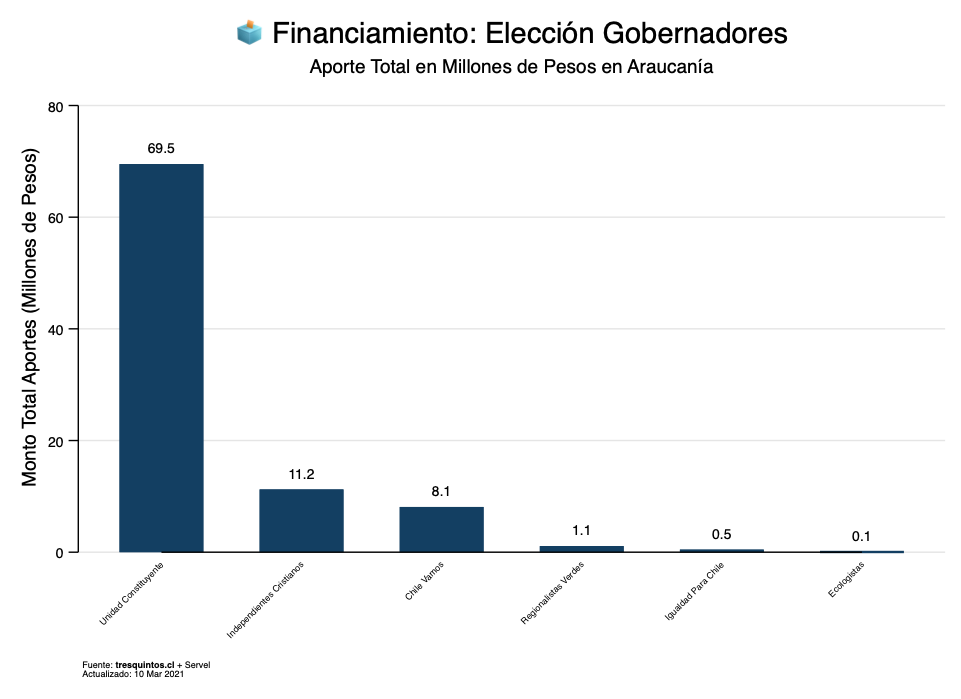 Financiamiento: Elección Gobernadores
Aporte Total en Millones de Pesos en Araucanía
Monto Total Aportes (Millones de Pesos)
80
60
40
20
0
69.5
11.2
8.1
1.1
0.5
0.1
Unidad Constituyente
Independientes Cristianos
Chile Vamos
Regionalistas Verdes
Igualdad Para Chile
Ecologistas
Fuente: tresquintos.cl + Servel
Actualizado: 10 Mar 2021